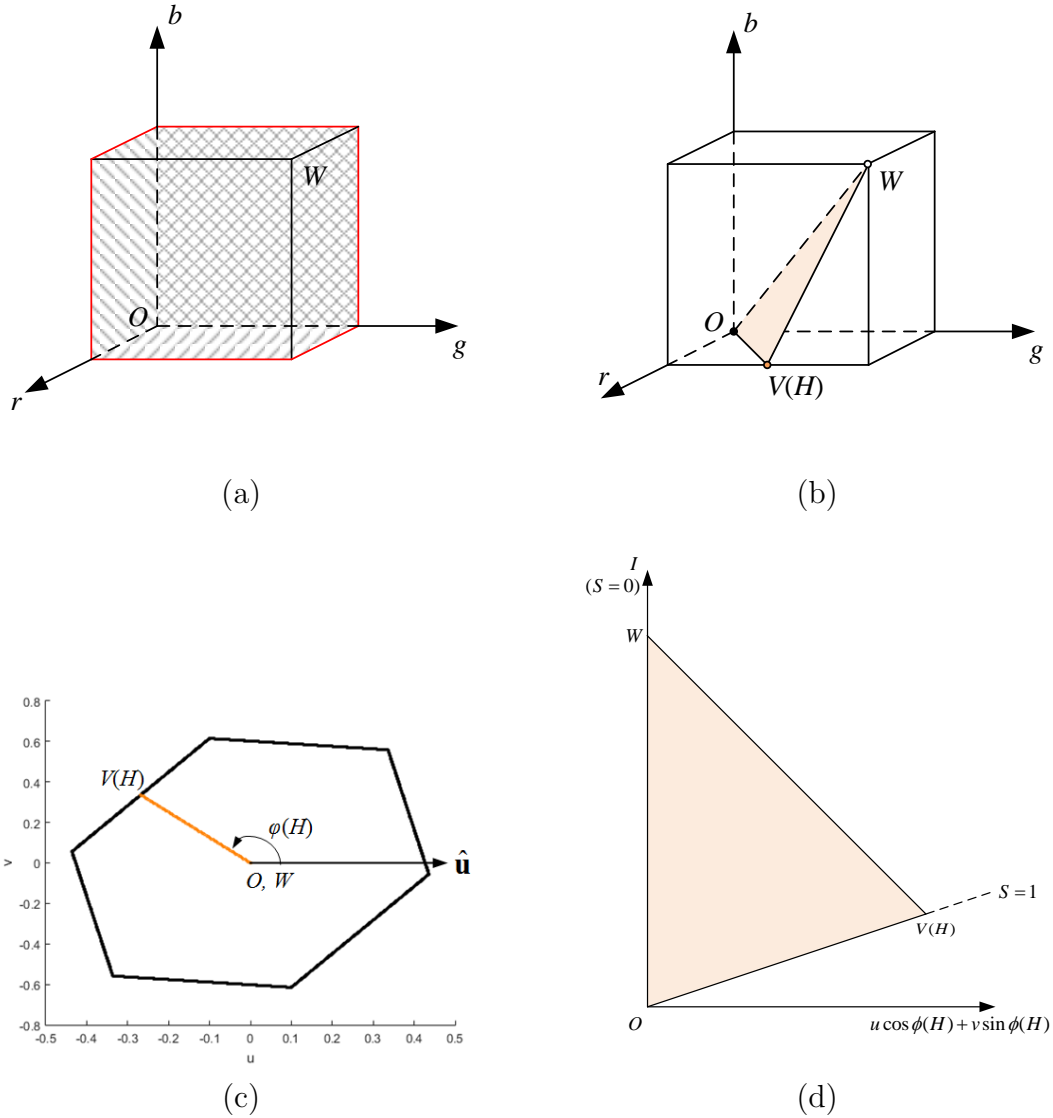 b
W
O
g
r
(a)
b
W
O
g
r
V(H)
(b)
0.8
0.6
0.4
0.2
0
-0.2
-0.4
-0.6
-0.8
-0.5 -0.4 -0.3 -0.2 -0.1 0 0.1 0.2 0.3 0.4 0.5
v
u
V(H)
φ(H)
O, W
û
(c)
I
(S = 0)
W
S = 1
V(H)
O
u cos ϕ(H) + v sin ϕ(H)
(d)